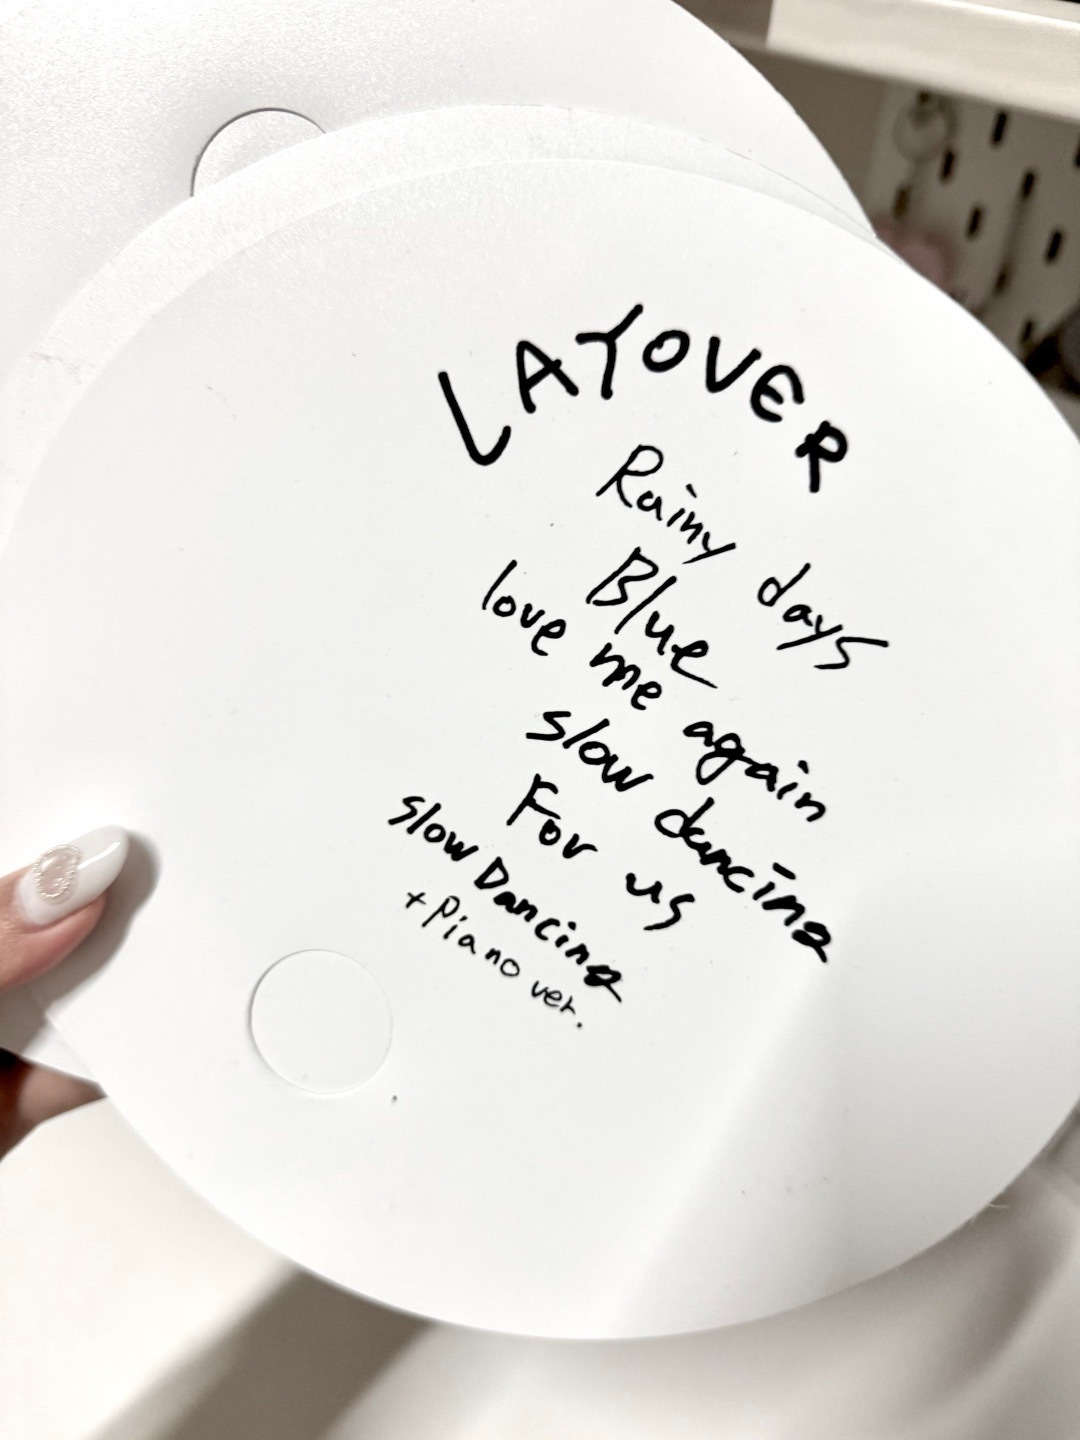 LAYOVER
Rainy days
Blue
love me again
slow dancing
For us
slow Dancing
+ Piano ver.